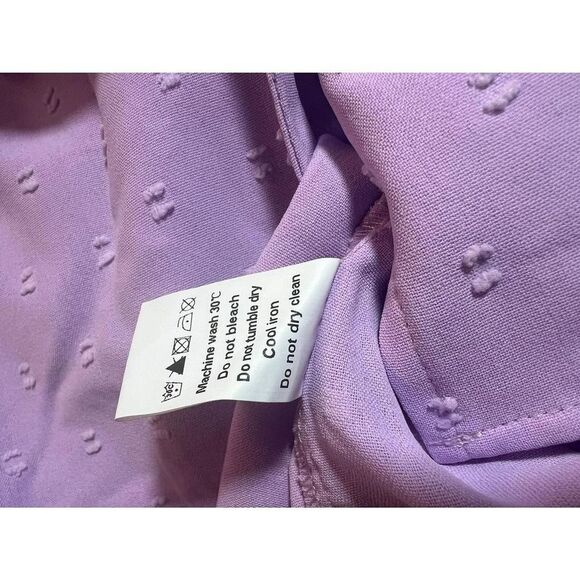 Machine wash 30℃
Do not bleach
Do not tumble dry
Cool iron
Do not dry clean